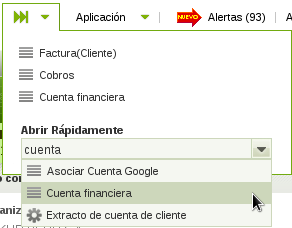 Aplicación
NUEVO
Alertas (93)
Factura(Cliente)
Cobros
Cuenta financiera
Abrir Rápidamente
cuenta
Asociar Cuenta Google
Cuenta financiera
Extracto de cuenta de cliente